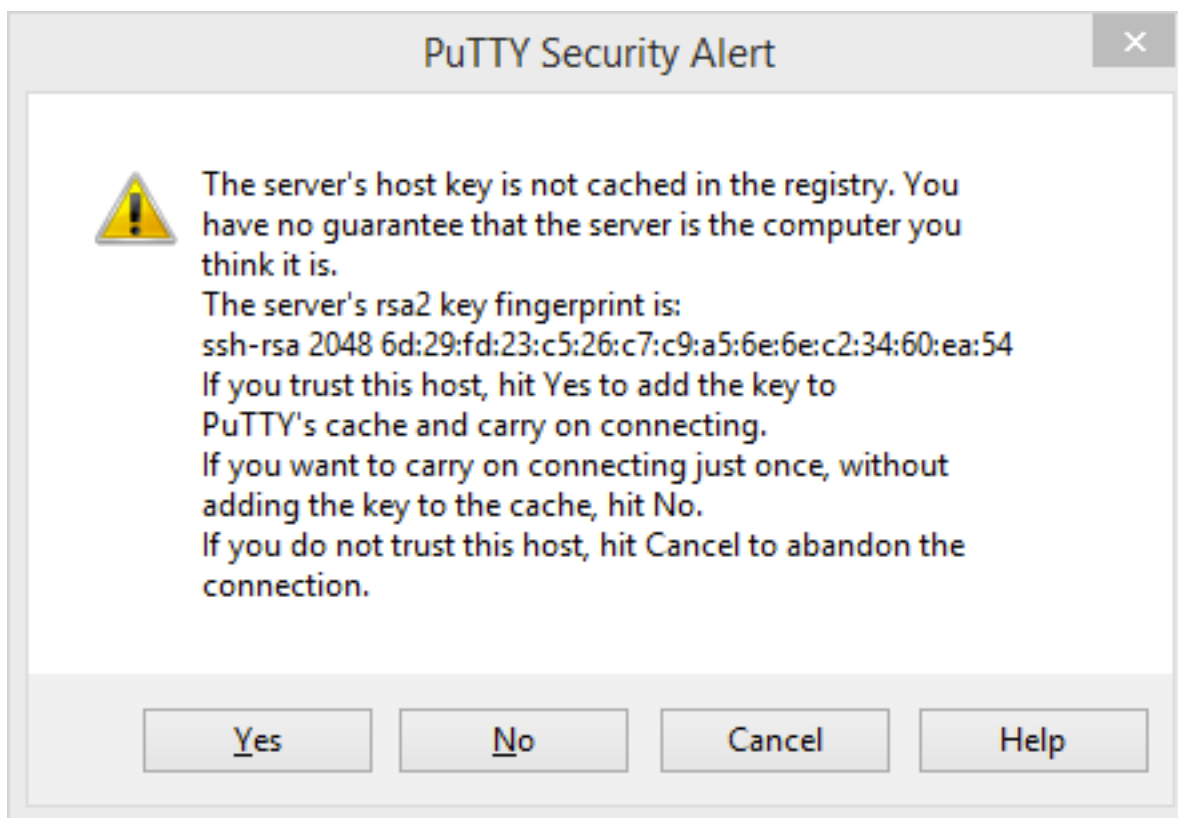 PuTTY Security Alert
The server's host key is not cached in the registry. You
have no guarantee that the server is the computer you
think it is.
The server's rsa2 key fingerprint is:
ssh-rsa 2048 6d:29:fd:23:c5:26:c7:c9:a5:6e:6e:c2:34:60:ea:54
If you trust this host, hit Yes to add the key to
PuTTY's cache and carry on connecting.
If you want to carry on connecting just once, without
adding the key to the cache, hit No.
If you do not trust this host, hit Cancel to abandon the
connection.
Yes No Cancel Help